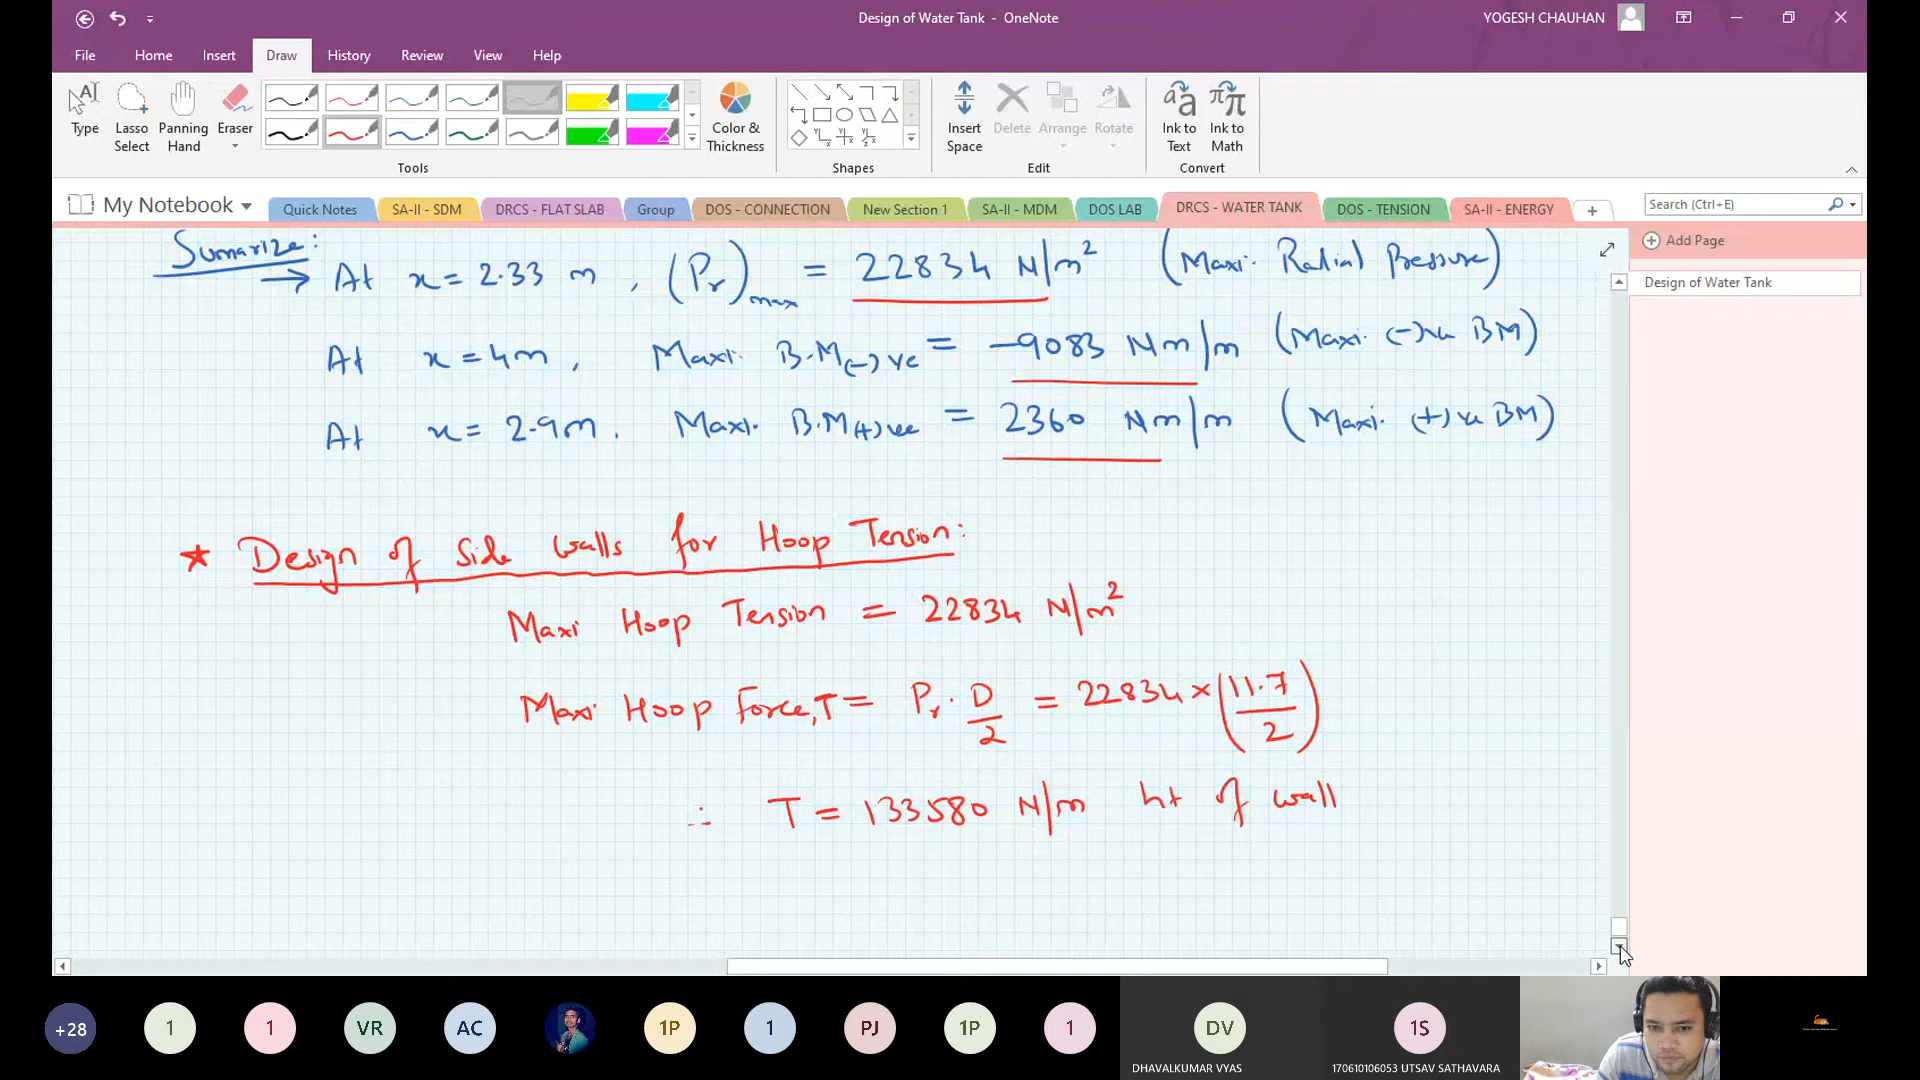 Design of Water Tank - OneNote
YOGESH CHAUHAN
File Home Insert Draw History Review View Help
Type Lasso Select Panning Hand Eraser Color & Thickness Insert Space Delete Arrange Rotate Ink to Text Ink to Math
Tools Shapes Edit Convert
My Notebook Quick Notes SA-II - SDM DRCS - FLAT SLAB Group DOS - CONNECTION New Section 1 SA-II - MDM DOS LAB DRCS - WATER TANK DOS - TENSION SA-II - ENERGY Search (Ctrl+E)
Add Page
Design of Water Tank
Sumarize:
At x = 2.33 m, (Pr)max = 22834 N/m² (Maxi. Radial Pressure)
At x = 4m, Maxi. B.M(-)ve = -9083 Nm/m (Maxi. (-)ve BM)
At x = 2.9m. Maxi. B.M(+)ve = 2360 Nm/m (Maxi. (+)ve BM)
★ Design of Side Walls for Hoop Tension:
Maxi Hoop Tension = 22834 N/m²
Maxi. Hoop Force, T = Pr · D/2 = 22834 × (11.7/2)
∴ T = 133580 N/m ht of wall
+28 1 1 VR AC 1P 1 PJ 1P 1 DV 1S
DHAVALKUMAR VYAS
170610106053 UTSAV SATHAVARA